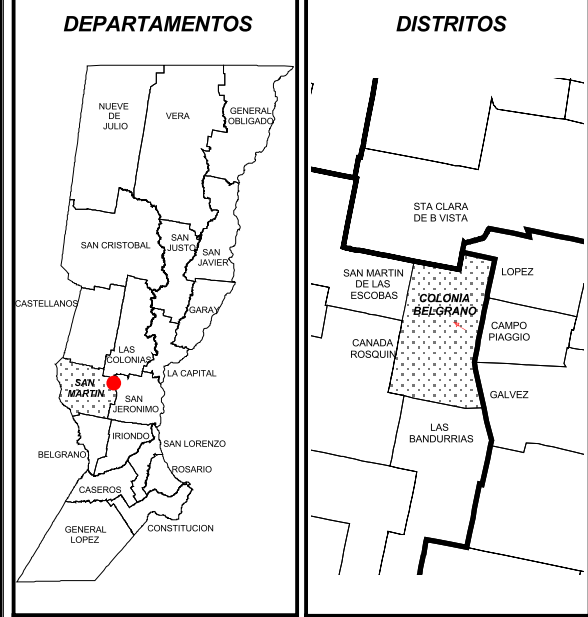 DEPARTAMENTOS
NUEVE
DE
JULIO
VERA
GENERAL
OBLIGADO
SAN CRISTOBAL
SAN
JUSTO
SAN
JAVIER
CASTELLANOS
GARAY
LAS
COLONIAS
LA CAPITAL
SAN
MARTIN
SAN
JERONIMO
IRIONDO
SAN LORENZO
BELGRANO
ROSARIO
CASEROS
GENERAL
LOPEZ
CONSTITUCION
DISTRITOS
STA CLARA
DE B VISTA
SAN MARTIN
DE LAS
ESCOBAS
LOPEZ
COLONIA
BELGRANO
CAMPO
PIAGGIO
CANADA
ROSQUIN
GALVEZ
LAS
BANDURRIAS